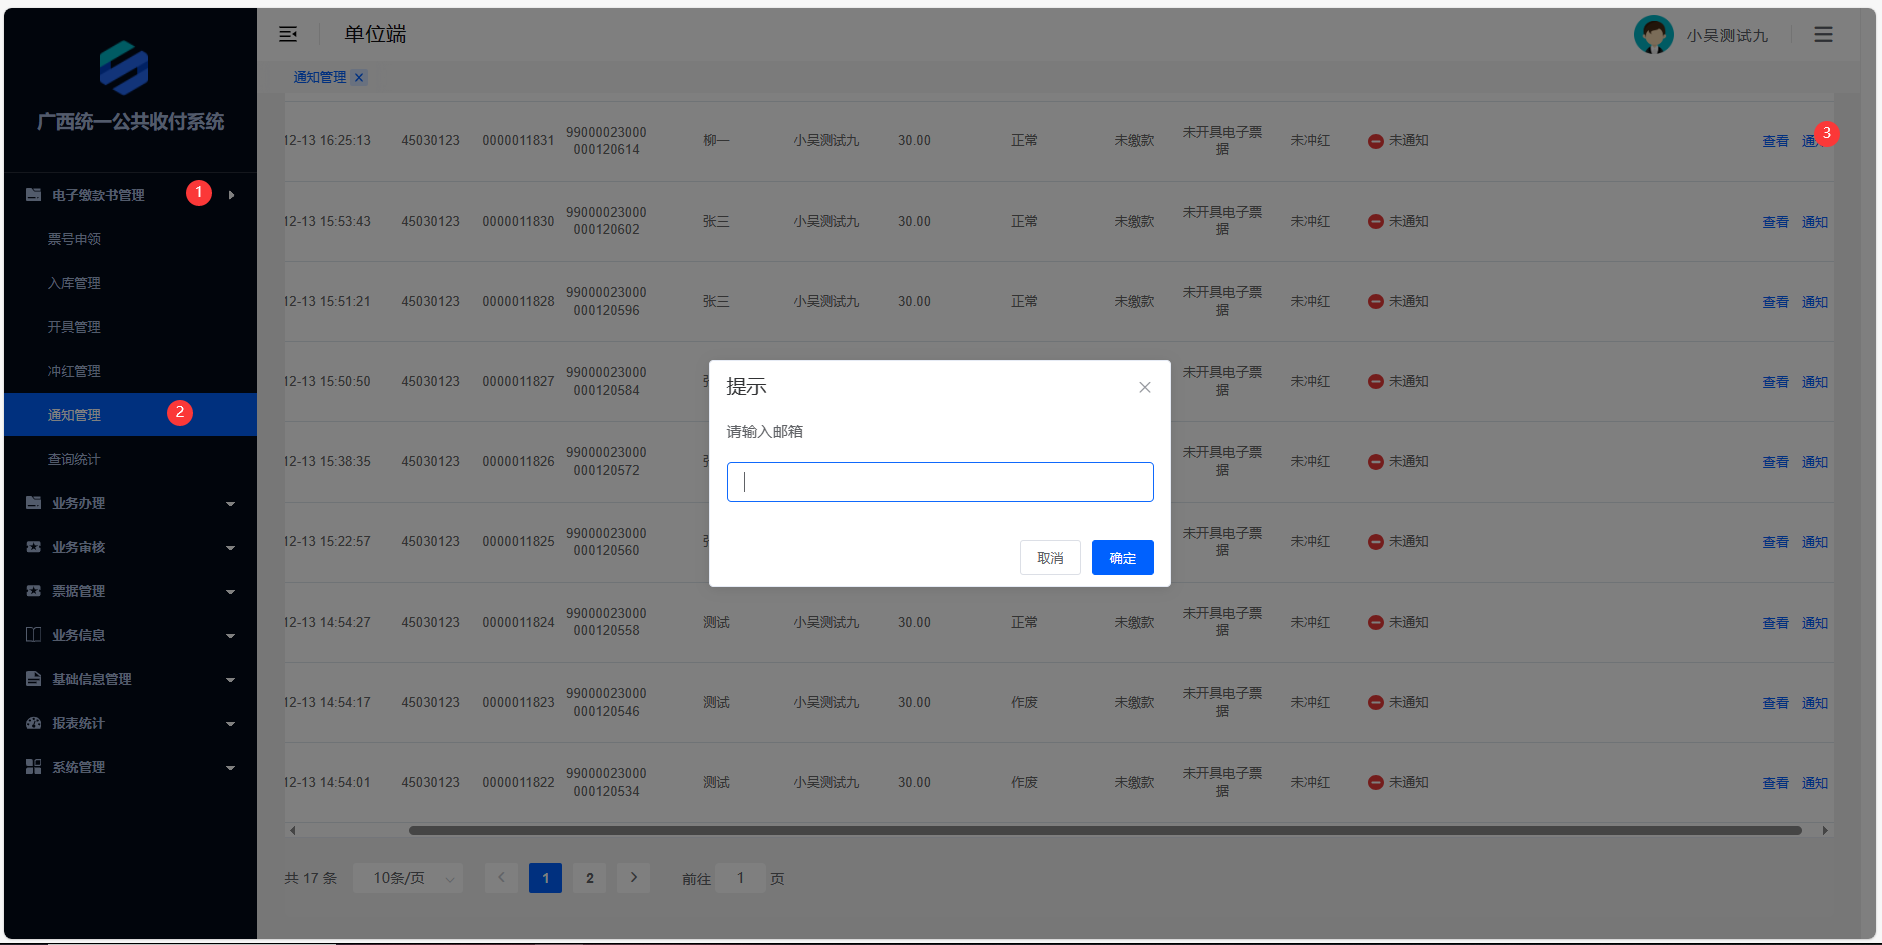 广西统一公共收付系统
电子缴款书管理 1
票号申领
入库管理
开具管理
冲红管理
通知管理 2
查询统计
业务办理
业务审核
票据管理
业务信息
基础信息管理
报表统计
系统管理
单位端
小吴测试九
通知管理
12-13 16:25:13 45030123 0000011831 99000023000 柳一 小吴测试九 30.00 正常 未缴款 未开具电子票 未冲红 未通知 查看 3
000120614 据
12-13 15:53:43 45030123 0000011830 99000023000 张三 小吴测试九 30.00 正常 未缴款 未开具电子票 未冲红 未通知 查看 通知
000120602 据
12-13 15:51:21 45030123 0000011828 99000023000 张三 小吴测试九 30.00 正常 未缴款 未开具电子票 未冲红 未通知 查看 通知
000120596 据
12-13 15:50:50 45030123 0000011827 99000023000 未开具电子票 未冲红 未通知 查看 通知
000120584 据
12-13 15:38:35 45030123 0000011826 99000023000 未开具电子票 未冲红 未通知 查看 通知
000120572 据
12-13 15:22:57 45030123 0000011825 99000023000 未开具电子票 未冲红 未通知 查看 通知
000120560 据
12-13 14:54:27 45030123 0000011824 99000023000 测试 小吴测试九 30.00 正常 未缴款 未开具电子票 未冲红 未通知 查看 通知
000120558 据
12-13 14:54:17 45030123 0000011823 99000023000 测试 小吴测试九 30.00 作废 未缴款 未开具电子票 未冲红 未通知 查看 通知
000120546 据
12-13 14:54:01 45030123 0000011822 99000023000 测试 小吴测试九 30.00 作废 未缴款 未开具电子票 未冲红 未通知 查看 通知
000120534 据
提示
请输入邮箱
取消 确定
共 17 条 10条/页 1 2 前往 1 页